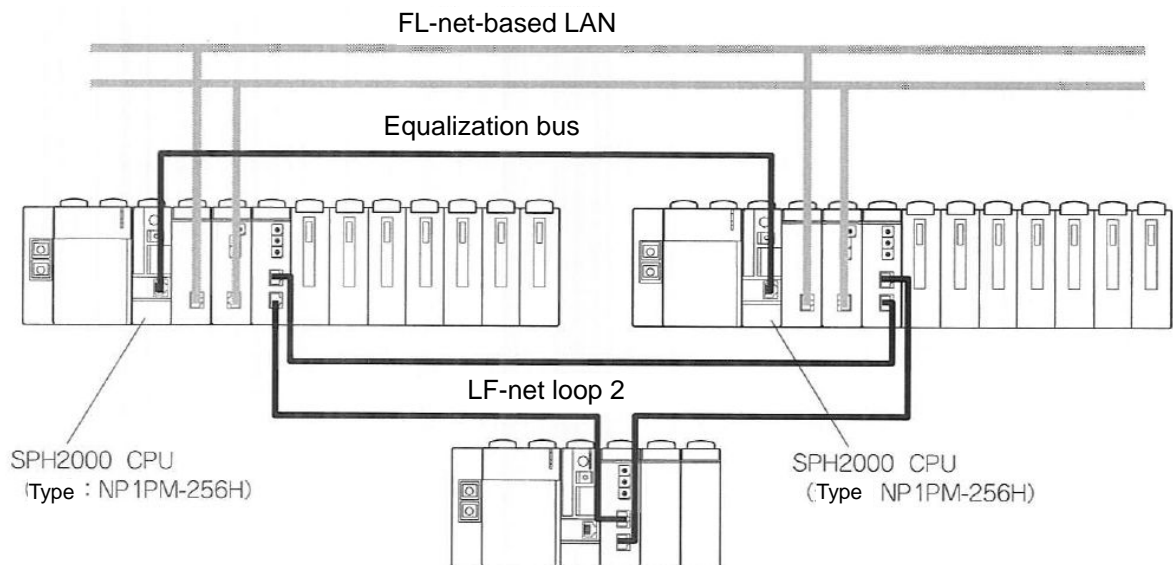 FL-net-based LAN
Equalization bus
LF-net loop 2
SPH2000 CPU
(Type : NP1PM-256H)
SPH2000 CPU
(:Type NP1PM-256H)